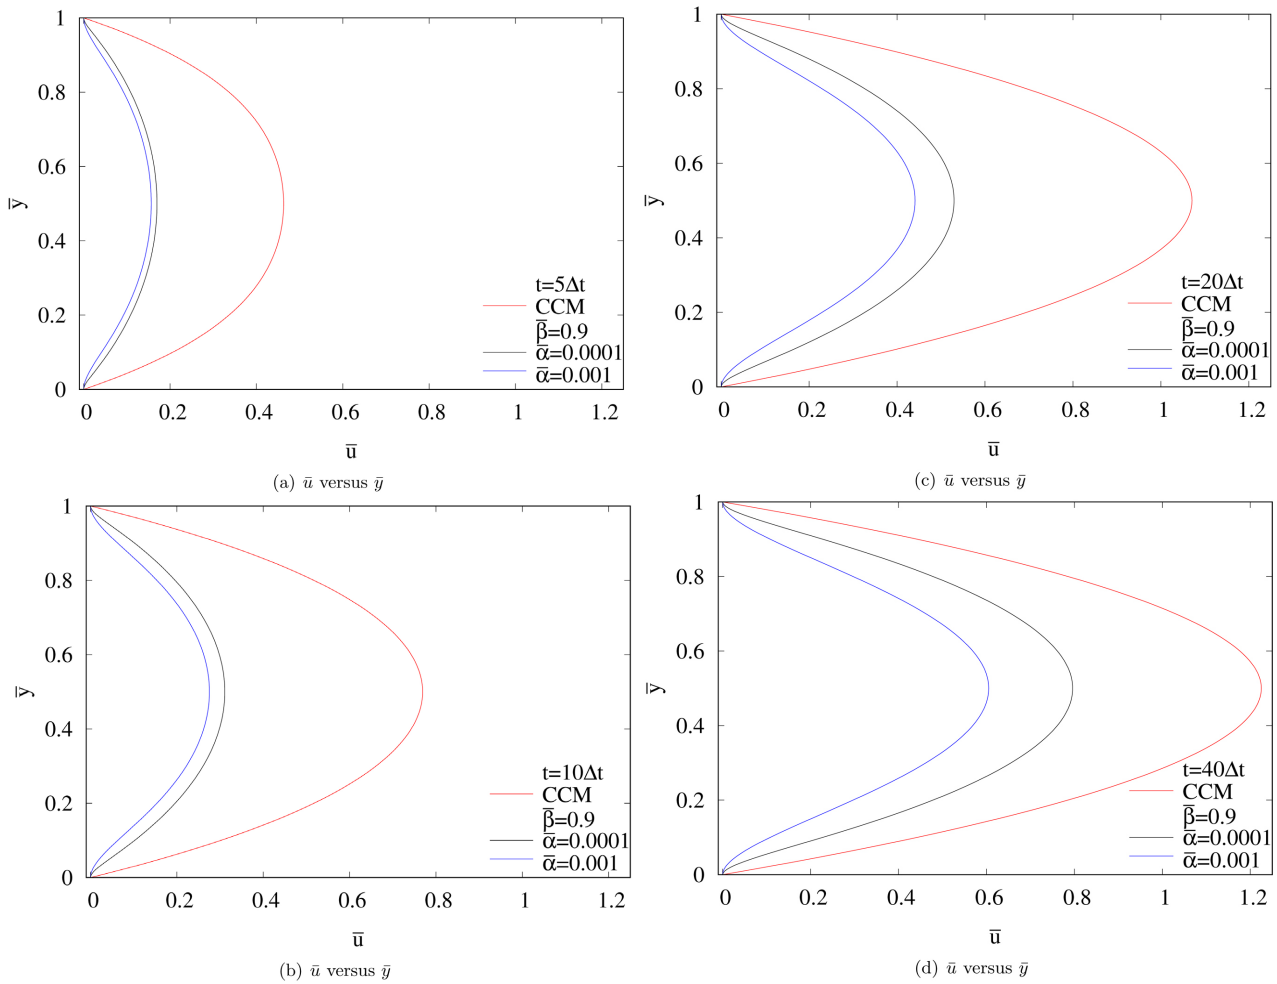 1
0.8
0.6
ȳ
0.4
0.2
0
0 0.2 0.4 0.6 0.8 1 1.2
ū
t=5Δt
CCM
β̄=0.9
ᾱ=0.0001
ᾱ=0.001
(a) ū versus ȳ
1
0.8
0.6
ȳ
0.4
0.2
0
0 0.2 0.4 0.6 0.8 1 1.2
ū
t=10Δt
CCM
β̄=0.9
ᾱ=0.0001
ᾱ=0.001
(b) ū versus ȳ
1
0.8
0.6
ȳ
0.4
0.2
0
0 0.2 0.4 0.6 0.8 1 1.2
ū
t=20Δt
CCM
β̄=0.9
ᾱ=0.0001
ᾱ=0.001
(c) ū versus ȳ
1
0.8
0.6
ȳ
0.4
0.2
0
0 0.2 0.4 0.6 0.8 1 1.2
ū
t=40Δt
CCM
β̄=0.9
ᾱ=0.0001
ᾱ=0.001
(d) ū versus ȳ